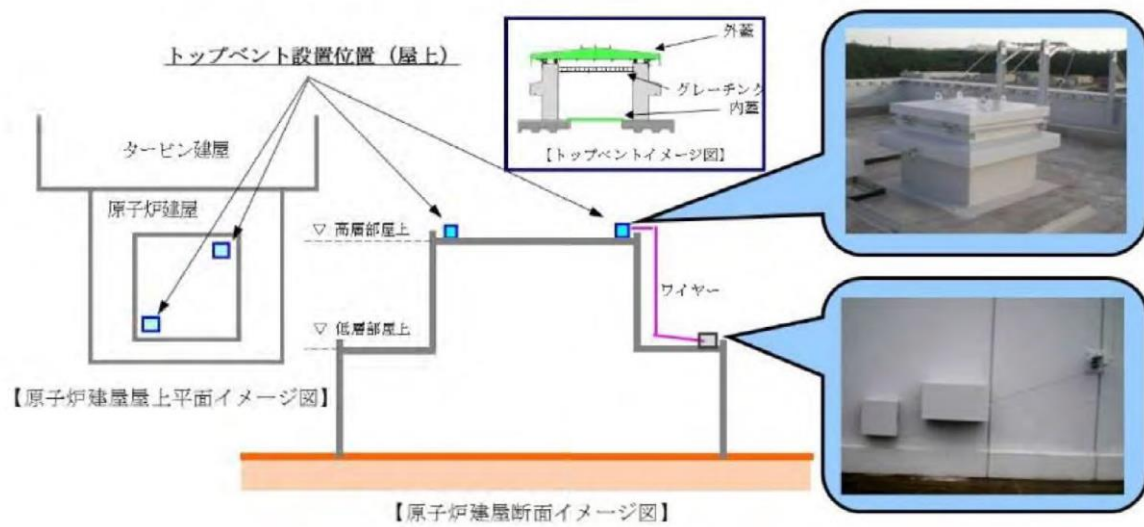 トップベント設置位置（屋上）
外蓋
グレーチング
内蓋
【トップベントイメージ図】
タービン建屋
原子炉建屋
▽ 高層部屋上
ワイヤー
▽ 低層部屋上
【原子炉建屋屋上平面イメージ図】
【原子炉建屋断面イメージ図】